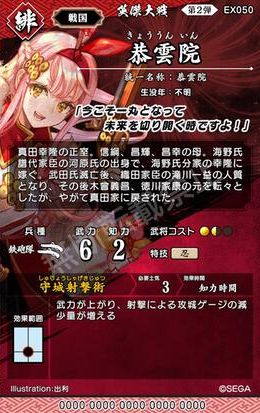 緋
戦国
英傑大戦
第2弾
EX050
きょううん いん
恭雲院
統一名称：恭雲院
生没年：不明
「今こそ一丸となって
未来を切り開く時ですよ！」
真田幸隆の正室。信綱、昌輝、昌幸の母。海野氏
譜代家臣の河原氏の出身で、海野氏分家の幸隆に
嫁ぐ。武田氏滅亡後、織田家臣の滝川一益の人質
となり、その後木曾義昌、徳川家康の元を転々と
したが、やがて真田家に戻された。
兵種
武力
知力
武将コスト
鉄砲隊
6
2
特技
忍
しゅじょうしゃげきじゅつ
守城射撃術
必要士気
3
効果時間
知力時間
効果範囲
武力が上がり、射撃による攻城ゲージの減
少量が増える
Illustration:出利
©SEGA
0000-0000-0000-0000-0000